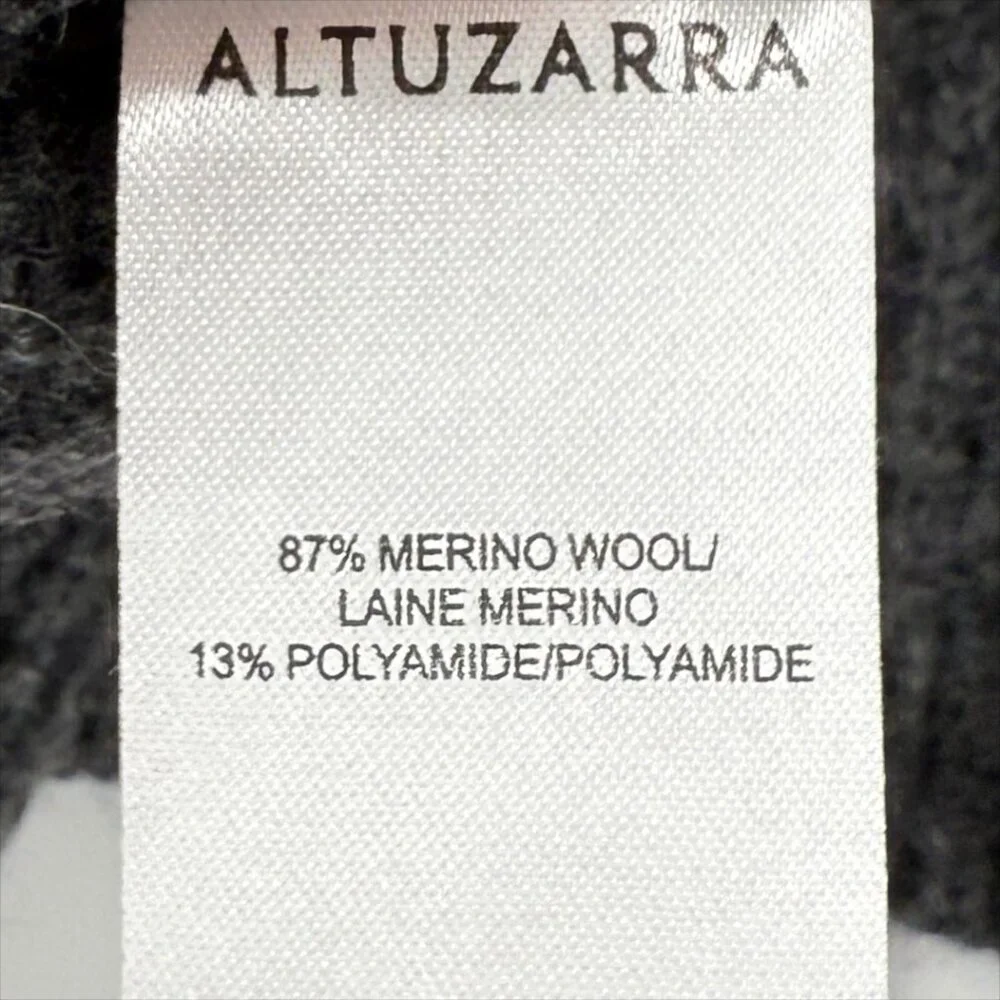 ALTUZARRA
87% MERINO WOOL/
LAINE MERINO
13% POLYAMIDE/POLYAMIDE